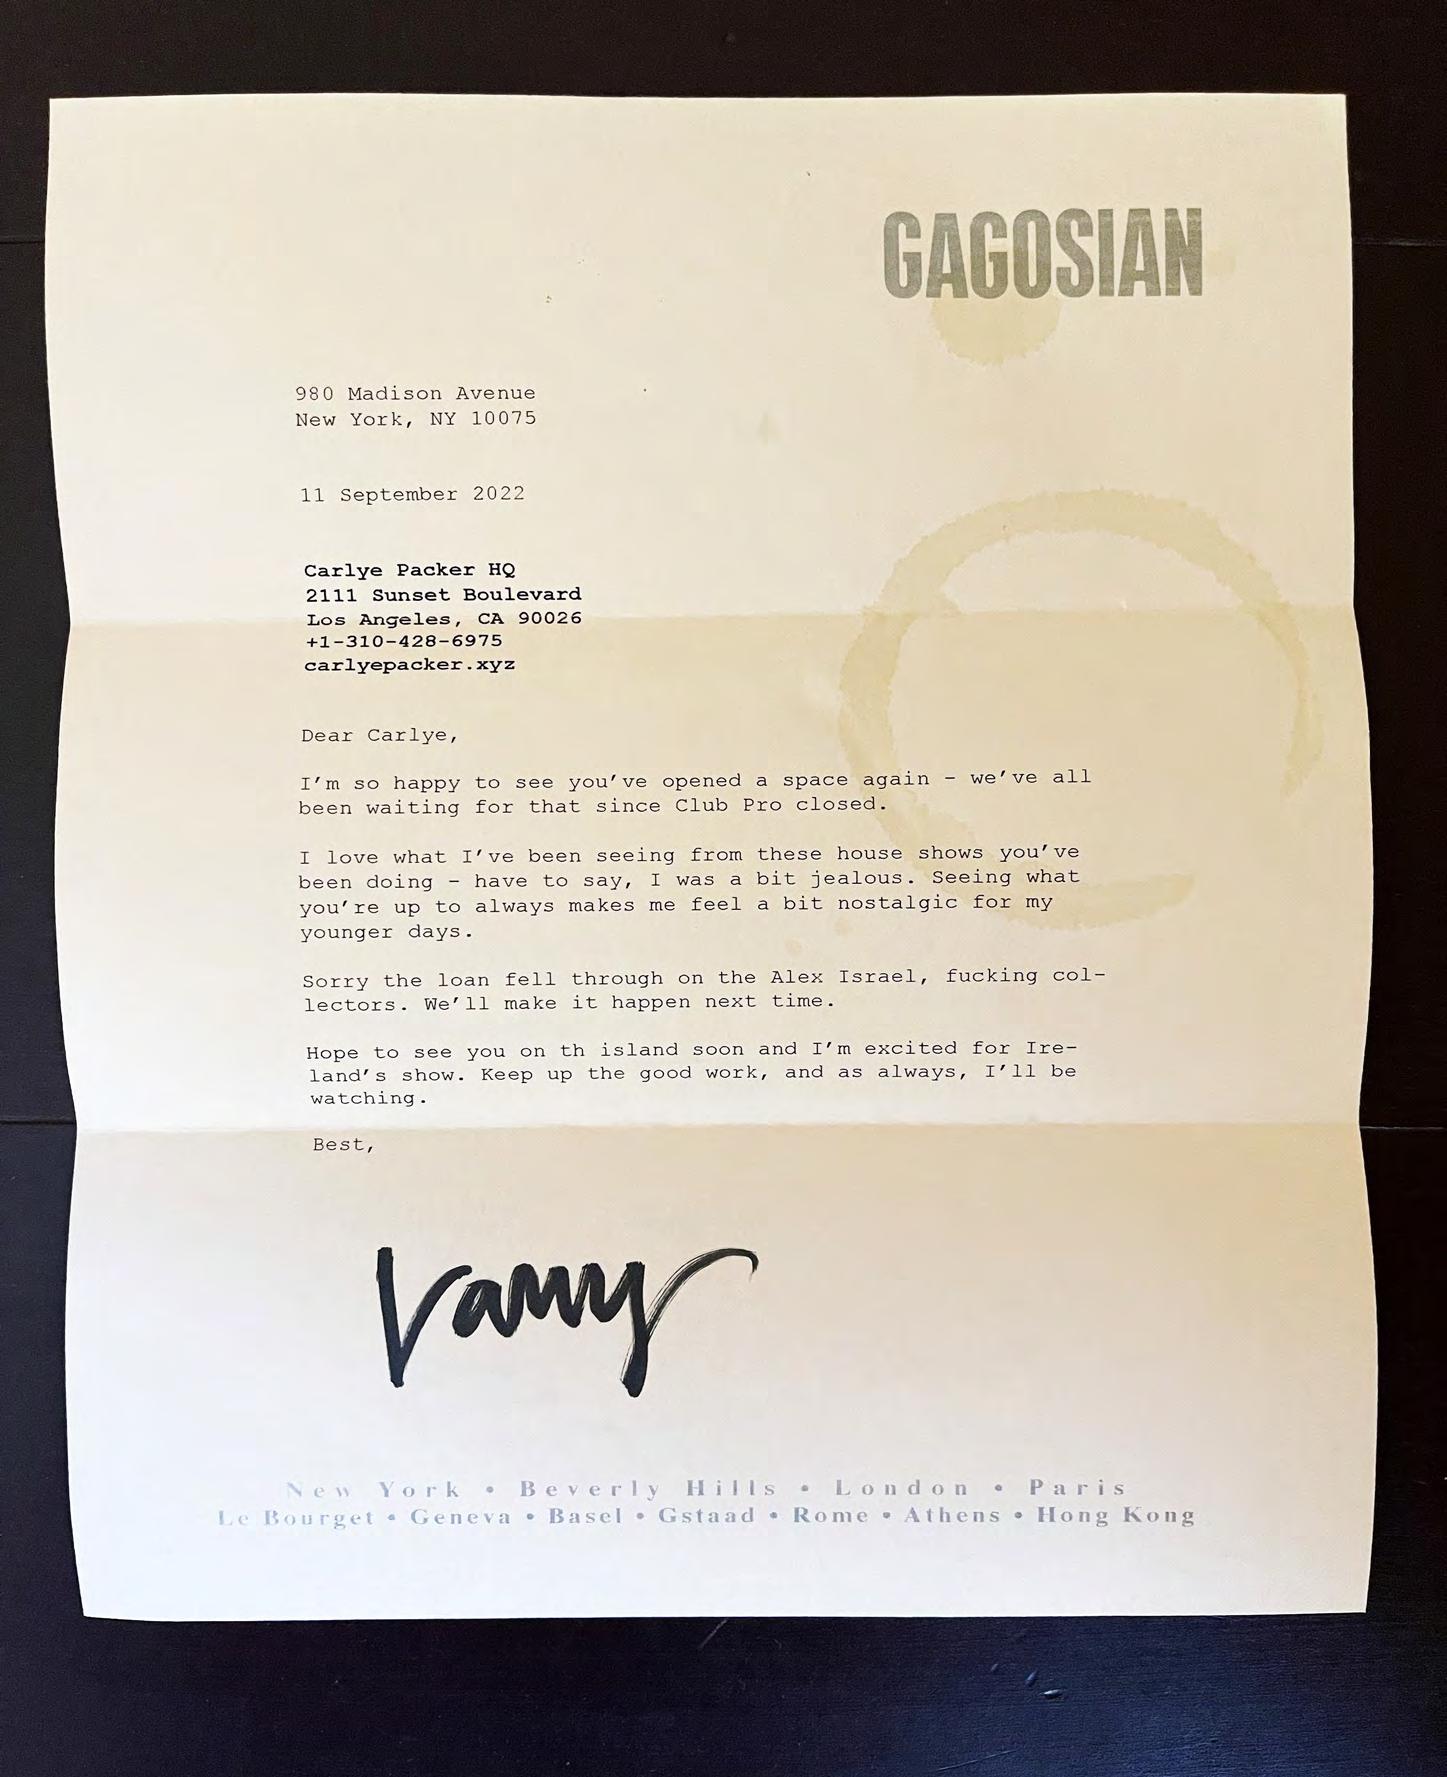 GAGOSIAN
980 Madison Avenue
New York, NY 10075
11 September 2022
Carlye Packer HQ
2111 Sunset Boulevard
Los Angeles, CA 90026
+1-310-428-6975
carlyepacker.xyz
Dear Carlye,
I'm so happy to see you've opened a space again – we've all
been waiting for that since Club Pro closed.
I love what I've been seeing from these house shows you've
been doing – have to say, I was a bit jealous. Seeing what
you're up to always makes me feel a bit nostalgic for my
younger days.
Sorry the loan fell through on the Alex Israel, fucking col-
lectors. We'll make it happen next time.
Hope to see you on th island soon and I'm excited for Ire-
land's show. Keep up the good work, and as always, I'll be
watching.
Best,
Larry
New York • Beverly Hills • London • Paris
Le Bourget • Geneva • Basel • Gstaad • Rome • Athens • Hong Kong